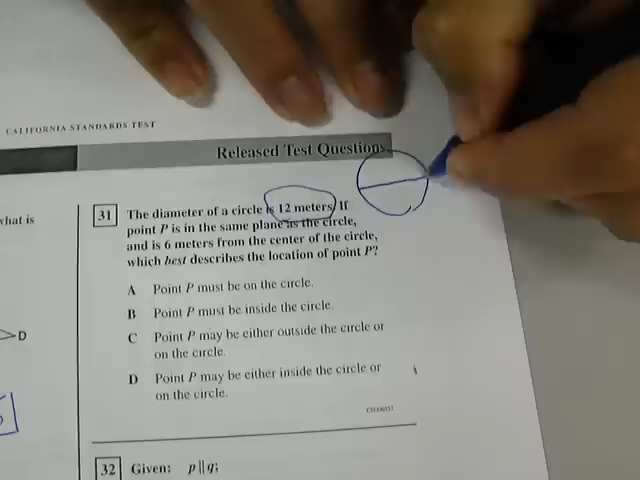 CALIFORNIA STANDARDS TEST
Released Test Questions
what is
31 The diameter of a circle is 12 meters. If
point P is in the same plane as the circle,
and is 6 meters from the center of the circle,
which best describes the location of point P?
A Point P must be on the circle.
B Point P must be inside the circle.
C Point P may be either outside the circle or
on the circle.
D Point P may be either inside the circle or
on the circle.
D
32 Given: p || q;